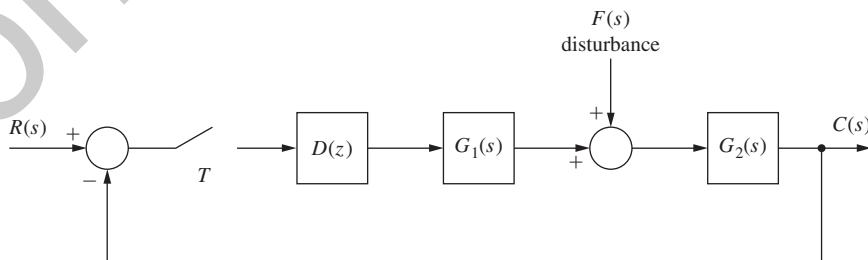 F(s)
disturbance
R(s) + + C(s)
D(z) G₁(s) + G₂(s)
− T